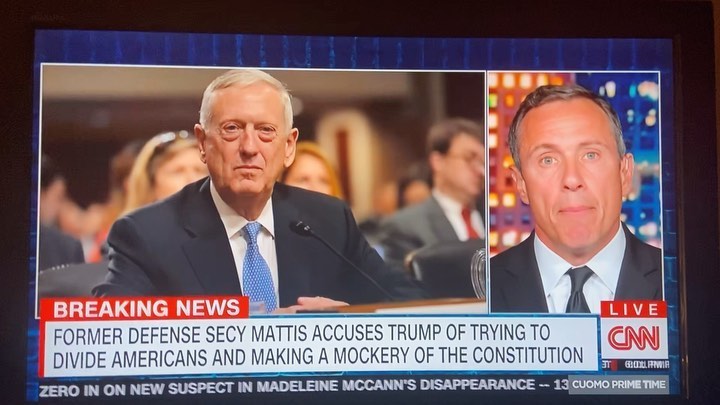 BREAKING NEWS
LIVE
FORMER DEFENSE SECY MATTIS ACCUSES TRUMP OF TRYING TO
DIVIDE AMERICANS AND MAKING A MOCKERY OF THE CONSTITUTION
CNN
ZERO IN ON NEW SUSPECT IN MADELEINE MCCANN'S DISAPPEARANCE -- 13
CUOMO PRIME TIME